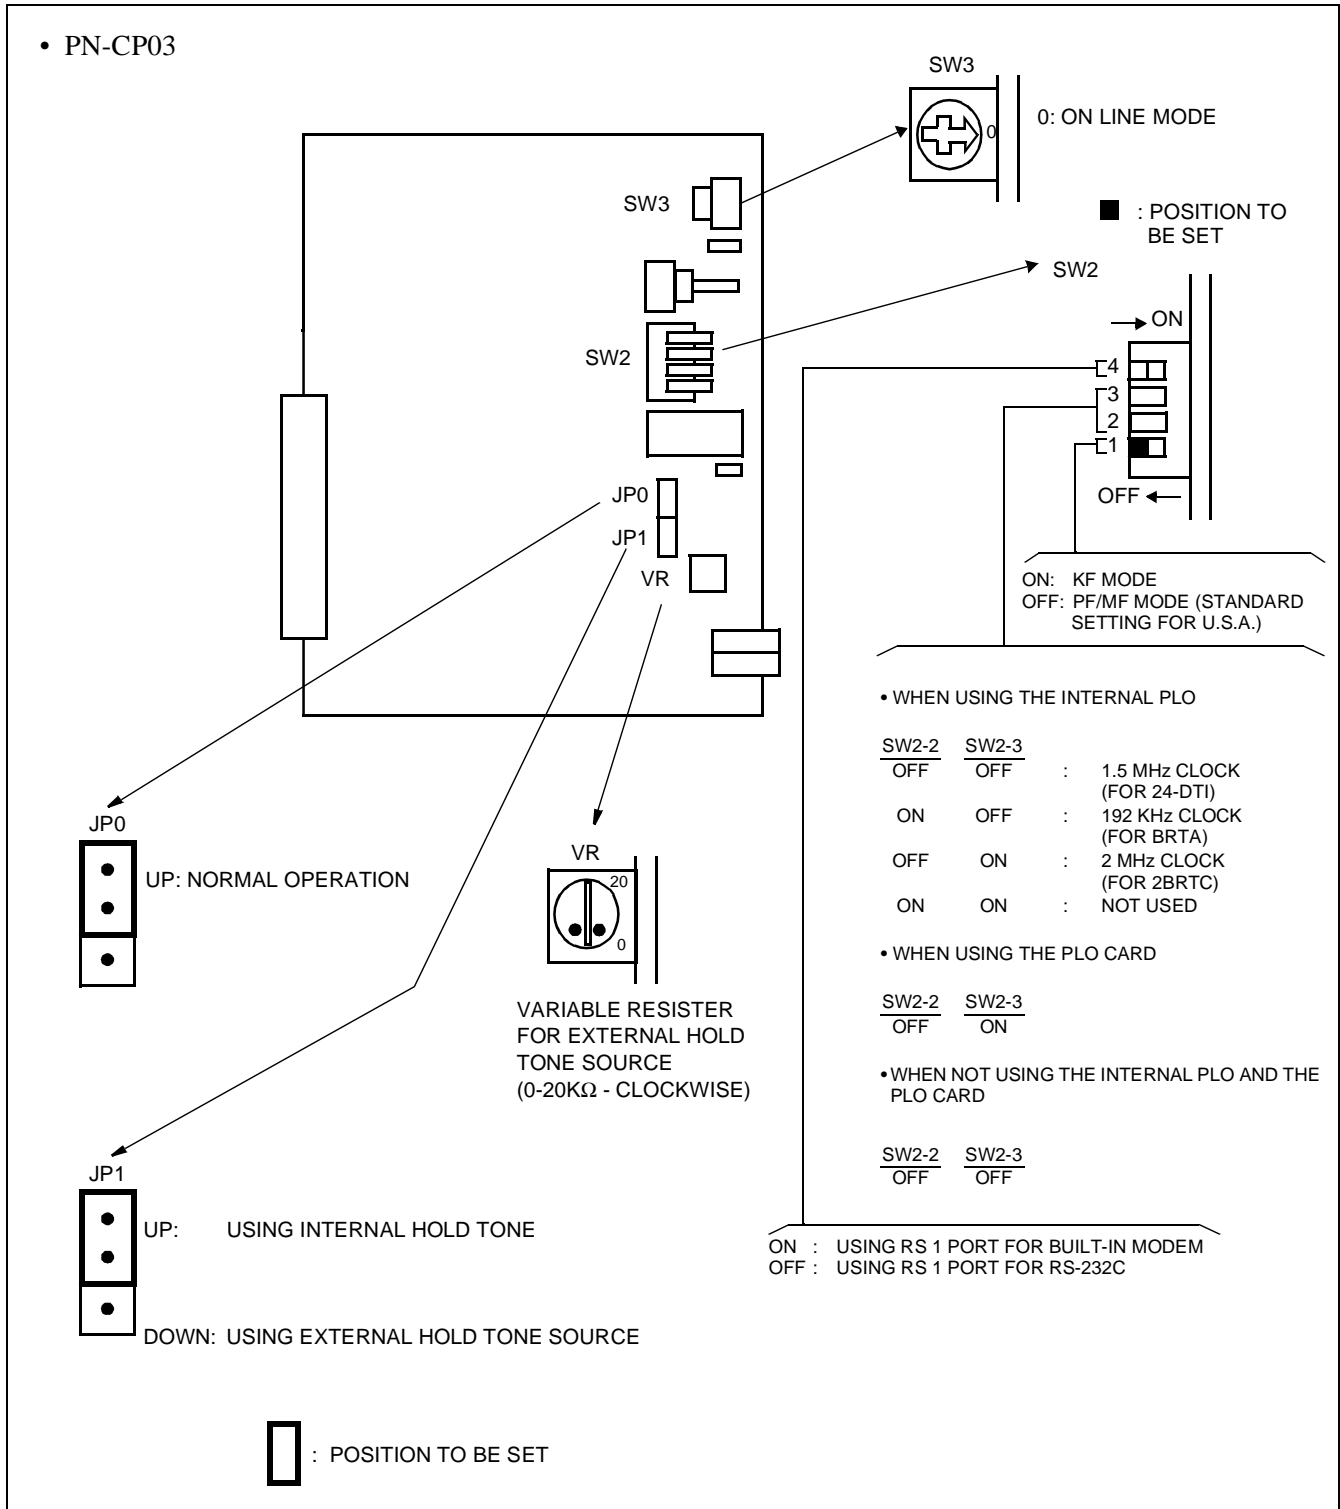 • PN-CP03
SW3
0
0: ON LINE MODE
: POSITION TO
BE SET
SW3
SW2
SW2
ON
4
3
2
1
OFF
JP0
JP1
VR
ON: KF MODE
OFF: PF/MF MODE (STANDARD
SETTING FOR U.S.A.)
• WHEN USING THE INTERNAL PLO
SW2-2 SW2-3
OFF OFF : 1.5 MHz CLOCK
(FOR 24-DTI)
ON OFF : 192 KHz CLOCK
(FOR BRTA)
OFF ON : 2 MHz CLOCK
(FOR 2BRTC)
ON ON : NOT USED
• WHEN USING THE PLO CARD
SW2-2 SW2-3
OFF ON
• WHEN NOT USING THE INTERNAL PLO AND THE
PLO CARD
SW2-2 SW2-3
OFF OFF
ON : USING RS 1 PORT FOR BUILT-IN MODEM
OFF : USING RS 1 PORT FOR RS-232C
JP0
UP: NORMAL OPERATION
VR
20
0
VARIABLE RESISTER
FOR EXTERNAL HOLD
TONE SOURCE
(0-20KΩ - CLOCKWISE)
JP1
UP: USING INTERNAL HOLD TONE
DOWN: USING EXTERNAL HOLD TONE SOURCE
: POSITION TO BE SET